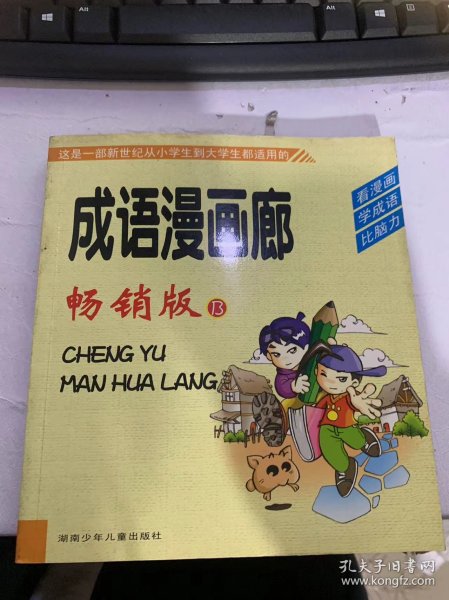 这是一部新世纪从小学生到大学生都适用的
成语漫画廊
看漫画
学成语
比脑力
畅销版 B
CHENG YU
MAN HUA LANG
湖南少年儿童出版社
孔夫子旧书网
www.kongfz.com